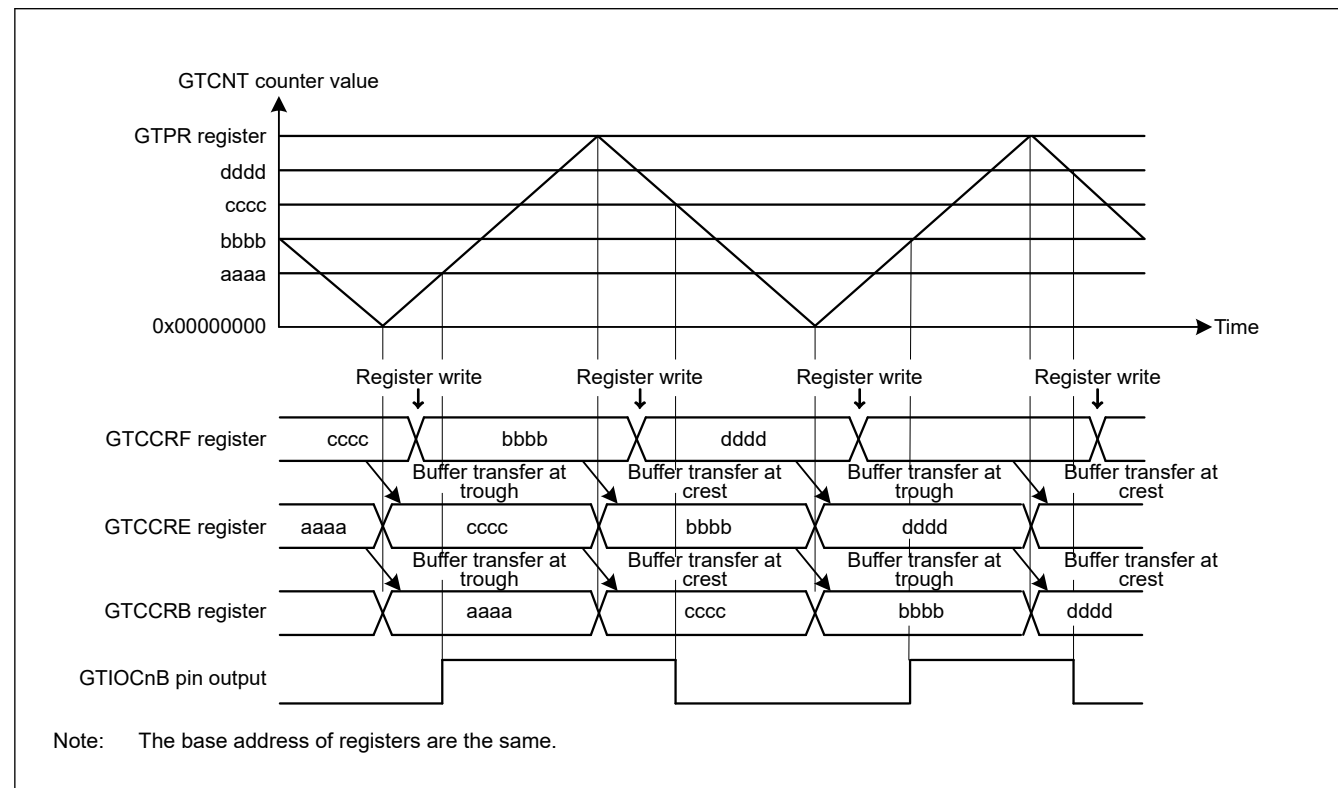 GTCNT counter value
GTPR register
dddd
cccc
bbbb
aaaa
0x00000000
Time
Register write Register write Register write Register write
GTCCRF register cccc bbbb dddd
Buffer transfer at Buffer transfer at Buffer transfer at Buffer transfer at
trough crest trough crest
GTCCRE register aaaa cccc bbbb dddd
Buffer transfer at Buffer transfer at Buffer transfer at Buffer transfer at
trough crest trough crest
GTCCRB register aaaa cccc bbbb dddd
GTIOCnB pin output
Note: The base address of registers are the same.